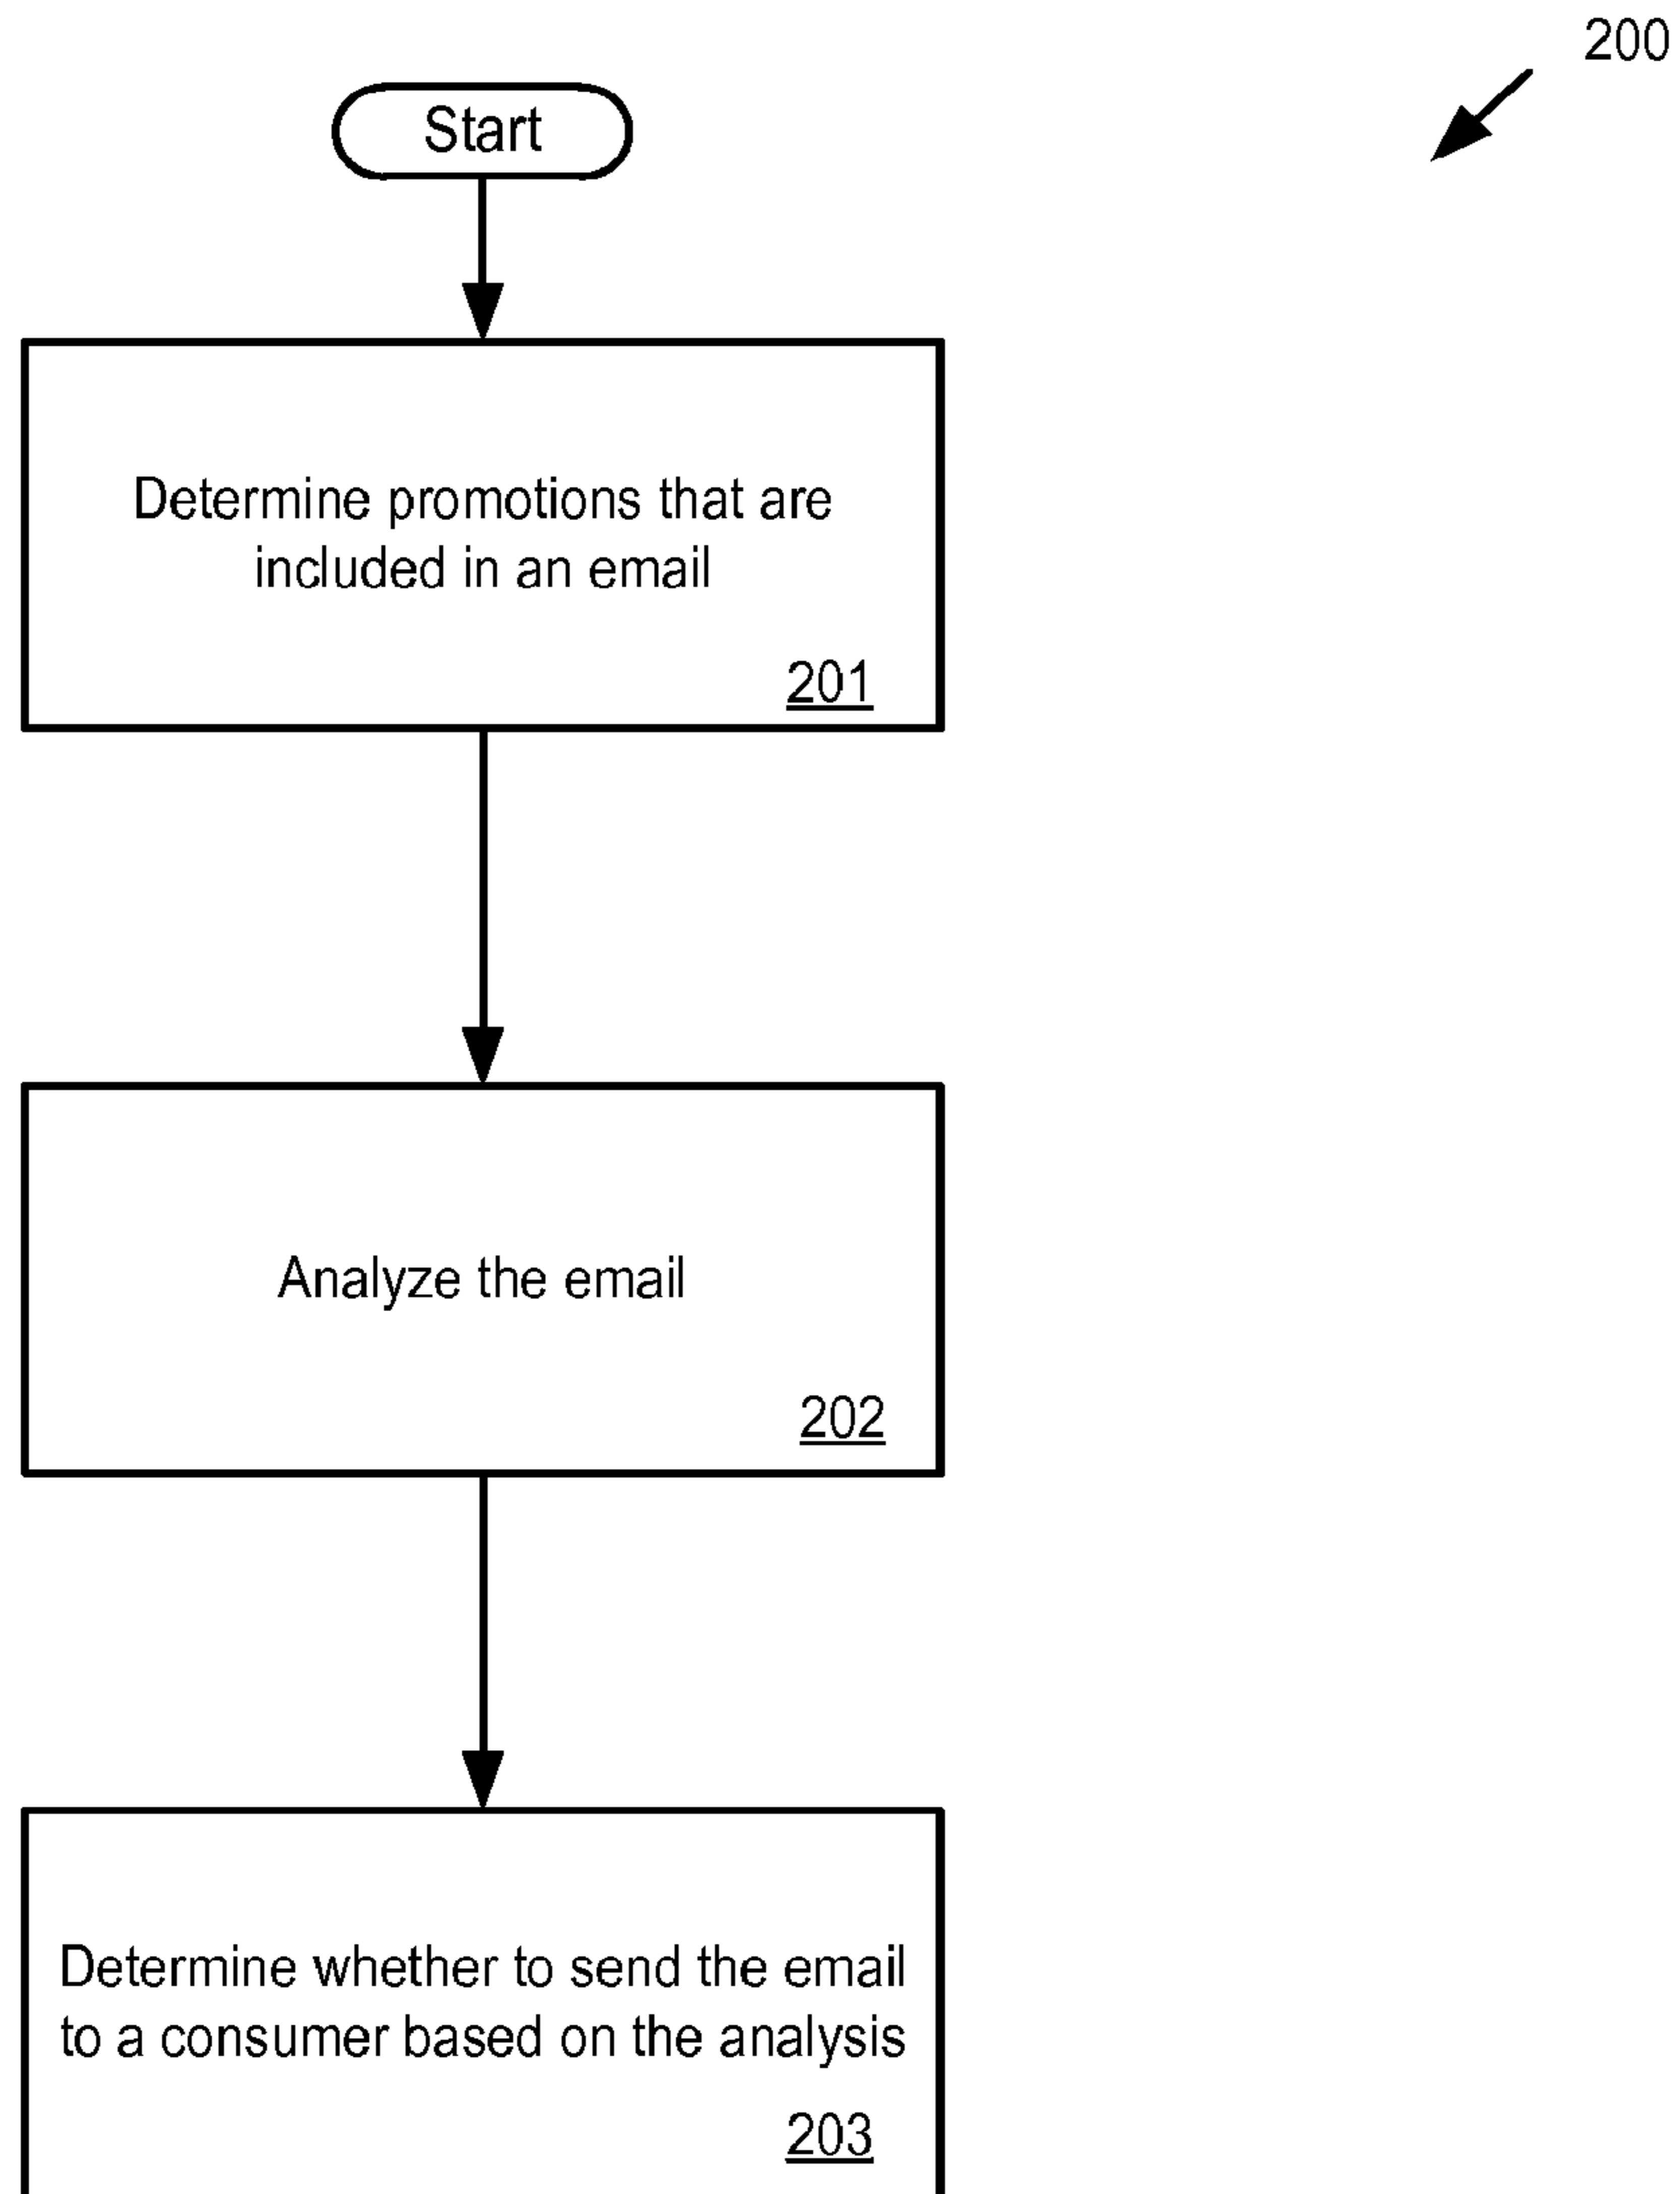 200
Start
Determine promotions that are
included in an email
201
Analyze the email
202
Determine whether to send the email
to a consumer based on the analysis
203